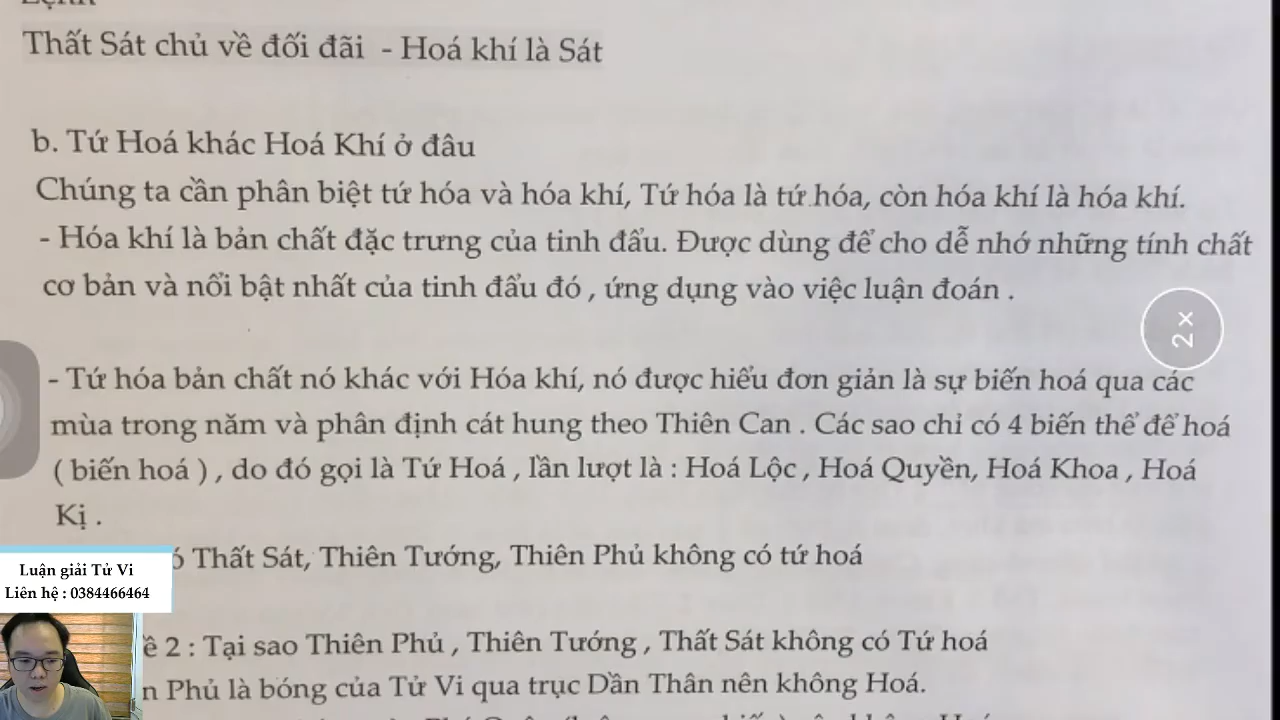 Thất Sát chủ về đối đãi - Hoá khí là Sát
b. Tứ Hoá khác Hoá Khí ở đâu
Chúng ta cần phân biệt tứ hóa và hóa khí, Tứ hóa là tứ hóa, còn hóa khí là hóa khí.
- Hóa khí là bản chất đặc trưng của tinh đẩu. Được dùng để cho dễ nhớ những tính chất
cơ bản và nổi bật nhất của tinh đẩu đó , ứng dụng vào việc luận đoán .
2×
- Tứ hóa bản chất nó khác với Hóa khí, nó được hiểu đơn giản là sự biến hoá qua các
mùa trong năm và phân định cát hung theo Thiên Can . Các sao chỉ có 4 biến thể để hoá
( biến hoá ) , do đó gọi là Tứ Hoá , lần lượt là : Hoá Lộc , Hoá Quyền, Hoá Khoa , Hoá
Kị .
Thất Sát, Thiên Tướng, Thiên Phủ không có tứ hoá
Luận giải Tử Vi
Liên hệ : 0384466464
2 : Tại sao Thiên Phủ , Thiên Tướng , Thất Sát không có Tứ hoá
Phủ là bóng của Tử Vi qua trục Dần Thân nên không Hoá.